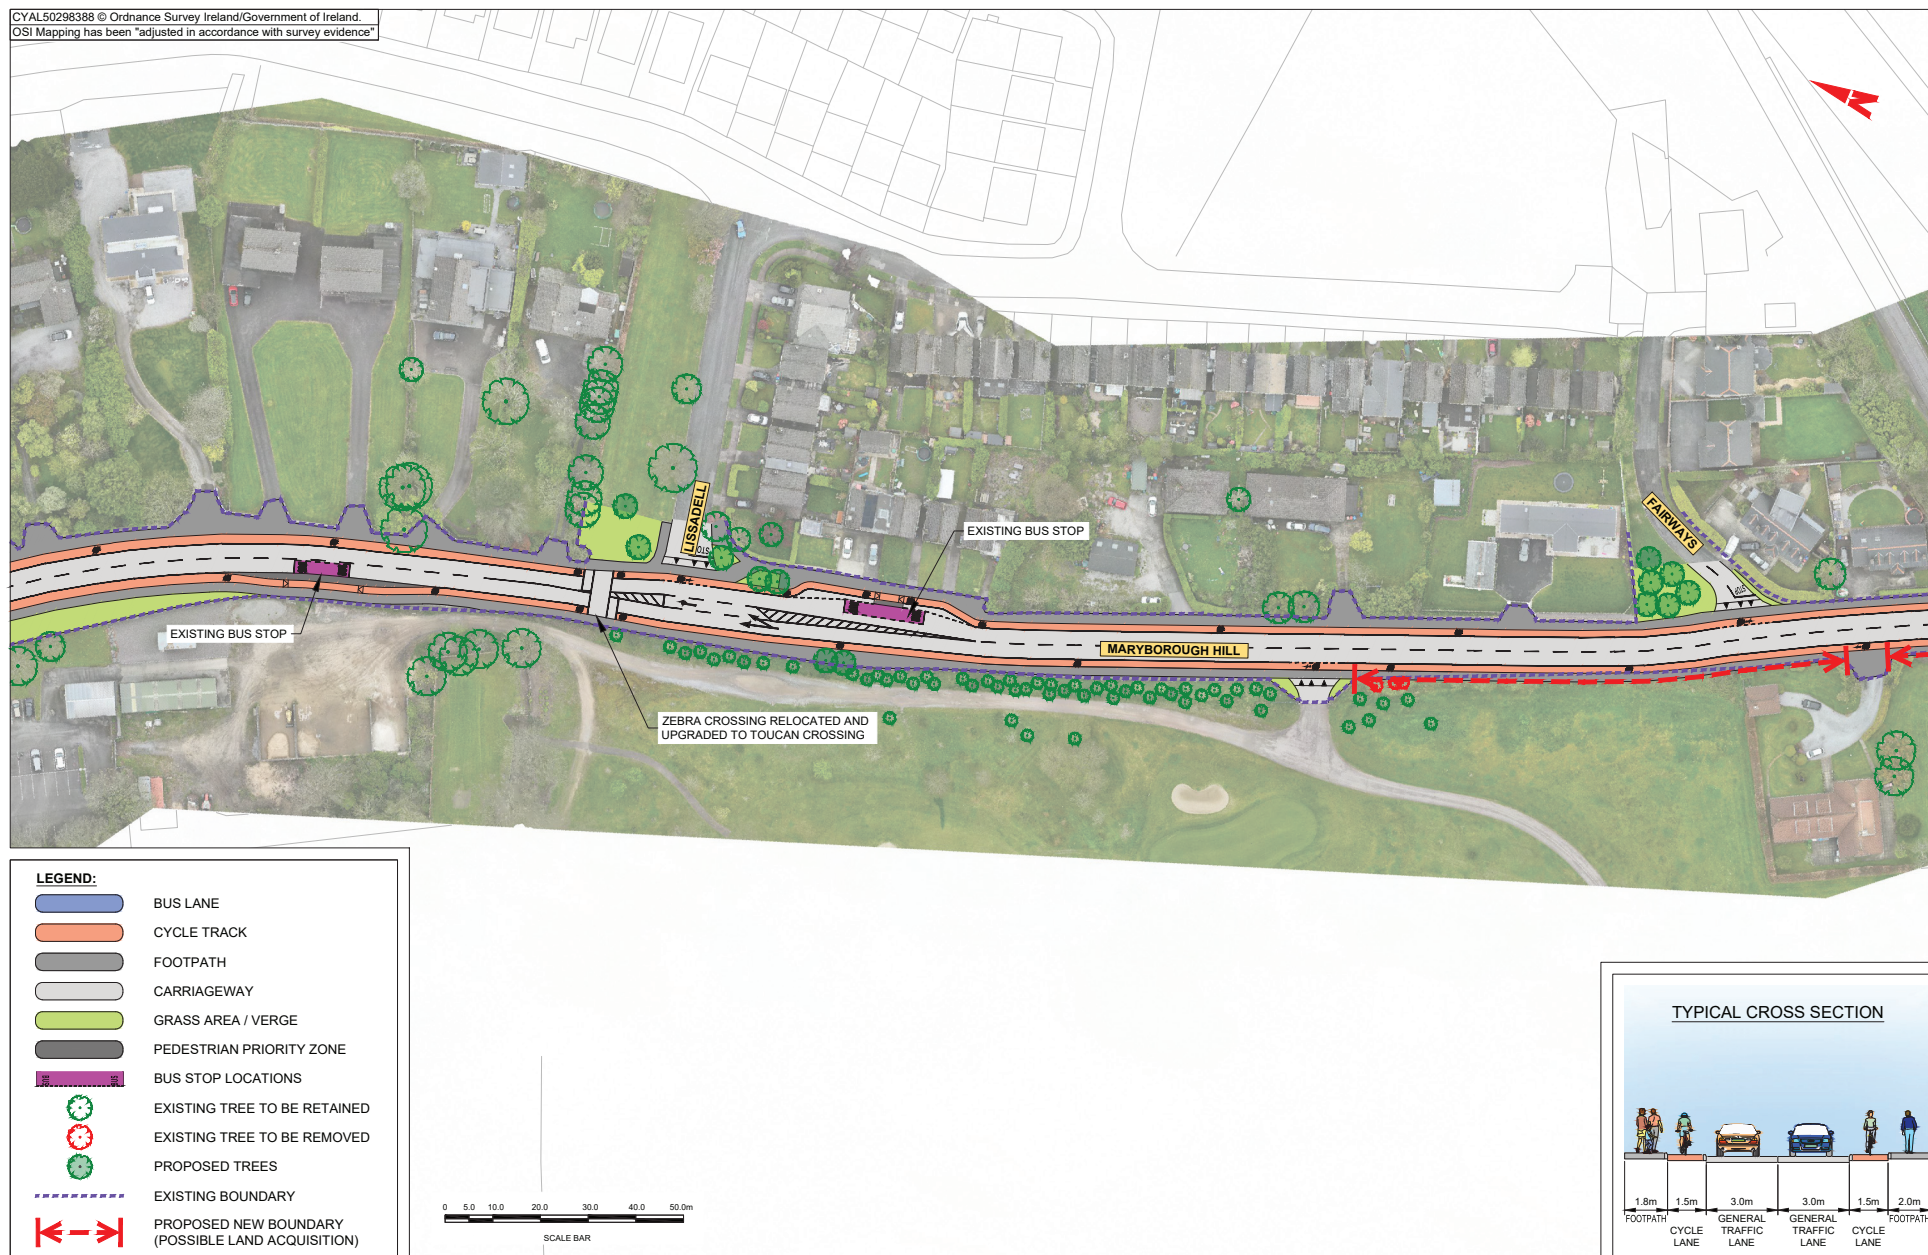 CYAL50298388 © Ordnance Survey Ireland/Government of Ireland.
OSI Mapping has been "adjusted in accordance with survey evidence"
N
LISSADELL
STO
EXISTING BUS STOP
FAIRWAYS
STOP
EXISTING BUS STOP
MARYBOROUGH HILL
ZEBRA CROSSING RELOCATED AND
UPGRADED TO TOUCAN CROSSING
LEGEND:
BUS LANE
CYCLE TRACK
FOOTPATH
CARRIAGEWAY
GRASS AREA / VERGE
PEDESTRIAN PRIORITY ZONE
BUS BUS
BUS STOP LOCATIONS
EXISTING TREE TO BE RETAINED
EXISTING TREE TO BE REMOVED
PROPOSED TREES
EXISTING BOUNDARY
PROPOSED NEW BOUNDARY
(POSSIBLE LAND ACQUISITION)
0 5.0 10.0 20.0 30.0 40.0 50.0m
SCALE BAR
TYPICAL CROSS SECTION
1.8m 1.5m 3.0m 3.0m 1.5m 2.0m
FOOTPATH
CYCLE
LANE
GENERAL
TRAFFIC
LANE
GENERAL
TRAFFIC
LANE
CYCLE
LANE
FOOTPATH